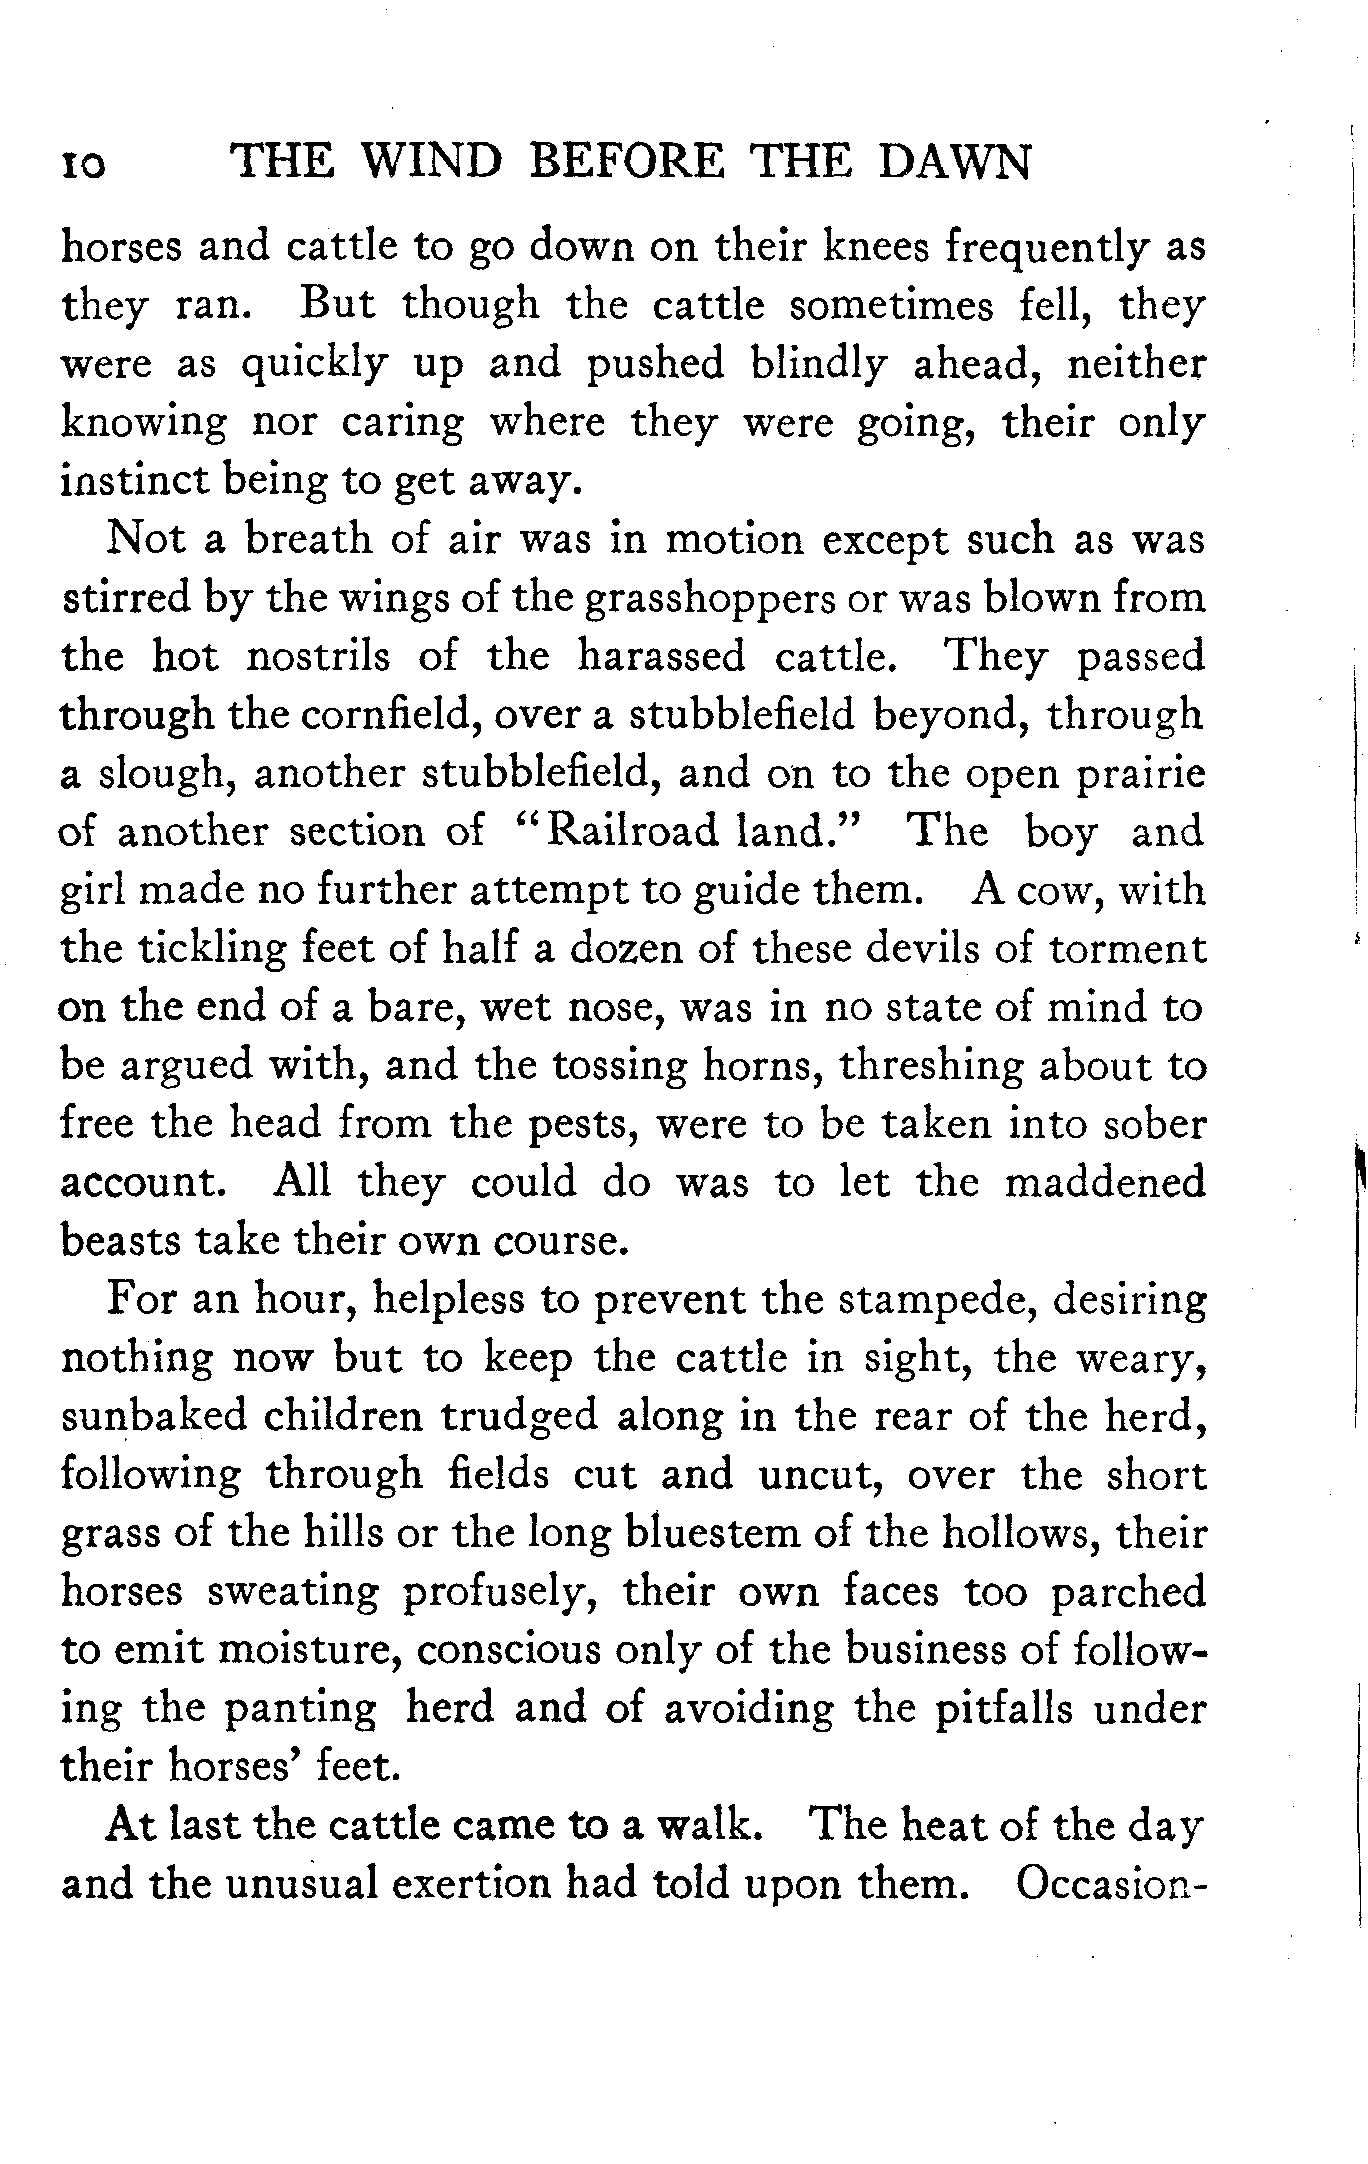 10 THE WIND BEFORE THE DAWN
horses and cattle to go down on their knees frequently as
they ran. But though the cattle sometimes fell, they
were as quickly up and pushed blindly ahead, neither
knowing nor caring where they were going, their only
instinct being to get away.
Not a breath of air was in motion except such as was
stirred by the wings of the grasshoppers or was blown from
the hot nostrils of the harassed cattle. They passed
through the cornfield, over a stubblefield beyond, through
a slough, another stubblefield, and on to the open prairie
of another section of "Railroad land." The boy and
girl made no further attempt to guide them. A cow, with
the tickling feet of half a dozen of these devils of torment
on the end of a bare, wet nose, was in no state of mind to
be argued with, and the tossing horns, threshing about to
free the head from the pests, were to be taken into sober
account. All they could do was to let the maddened
beasts take their own course.
For an hour, helpless to prevent the stampede, desiring
nothing now but to keep the cattle in sight, the weary,
sunbaked children trudged along in the rear of the herd,
following through fields cut and uncut, over the short
grass of the hills or the long bluestem of the hollows, their
horses sweating profusely, their own faces too parched
to emit moisture, conscious only of the business of follow-
ing the panting herd and of avoiding the pitfalls under
their horses' feet.
At last the cattle came to a walk. The heat of the day
and the unusual exertion had told upon them. Occasion-